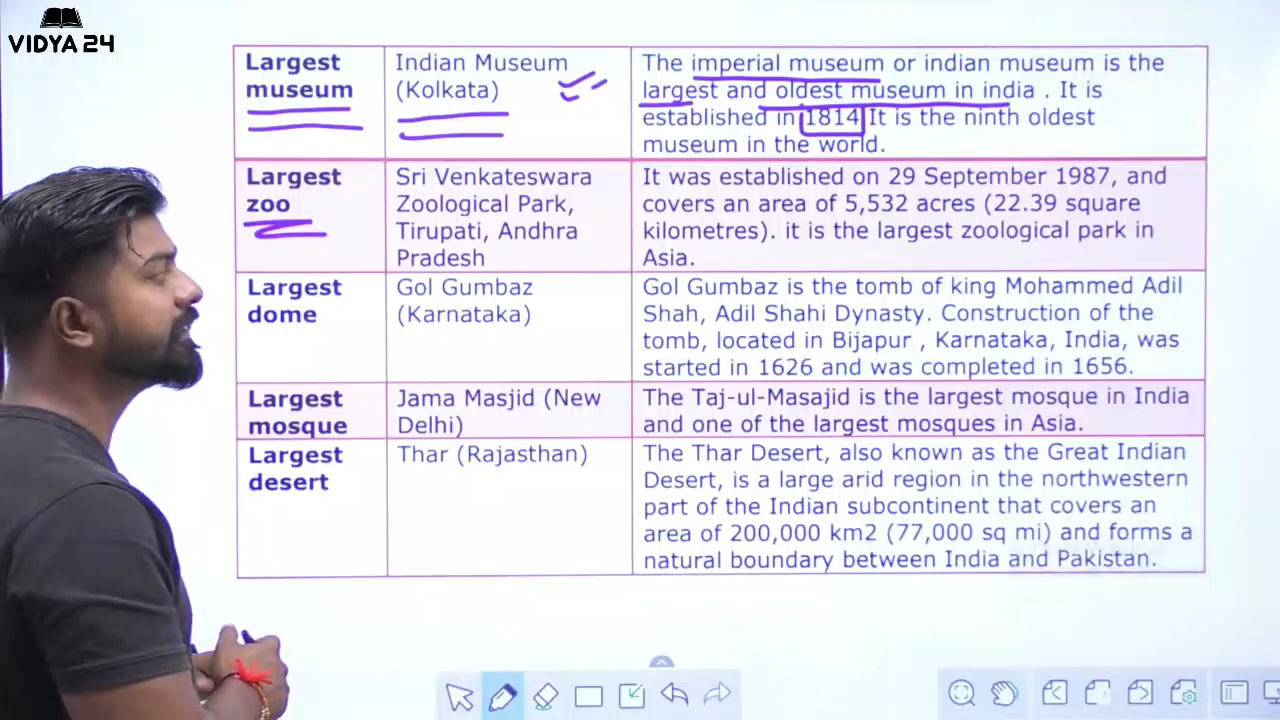 VIDYA 24
Largest
museum
Indian Museum
(Kolkata)
The imperial museum or indian museum is the
largest and oldest museum in india . It is
established in 1814 It is the ninth oldest
museum in the world.
Largest
zoo
Sri Venkateswara
Zoological Park,
Tirupati, Andhra
Pradesh
It was established on 29 September 1987, and
covers an area of 5,532 acres (22.39 square
kilometres). it is the largest zoological park in
Asia.
Largest
dome
Gol Gumbaz
(Karnataka)
Gol Gumbaz is the tomb of king Mohammed Adil
Shah, Adil Shahi Dynasty. Construction of the
tomb, located in Bijapur , Karnataka, India, was
started in 1626 and was completed in 1656.
Largest
mosque
Jama Masjid (New
Delhi)
The Taj-ul-Masajid is the largest mosque in India
and one of the largest mosques in Asia.
Largest
desert
Thar (Rajasthan)
The Thar Desert, also known as the Great Indian
Desert, is a large arid region in the northwestern
part of the Indian subcontinent that covers an
area of 200,000 km2 (77,000 sq mi) and forms a
natural boundary between India and Pakistan.